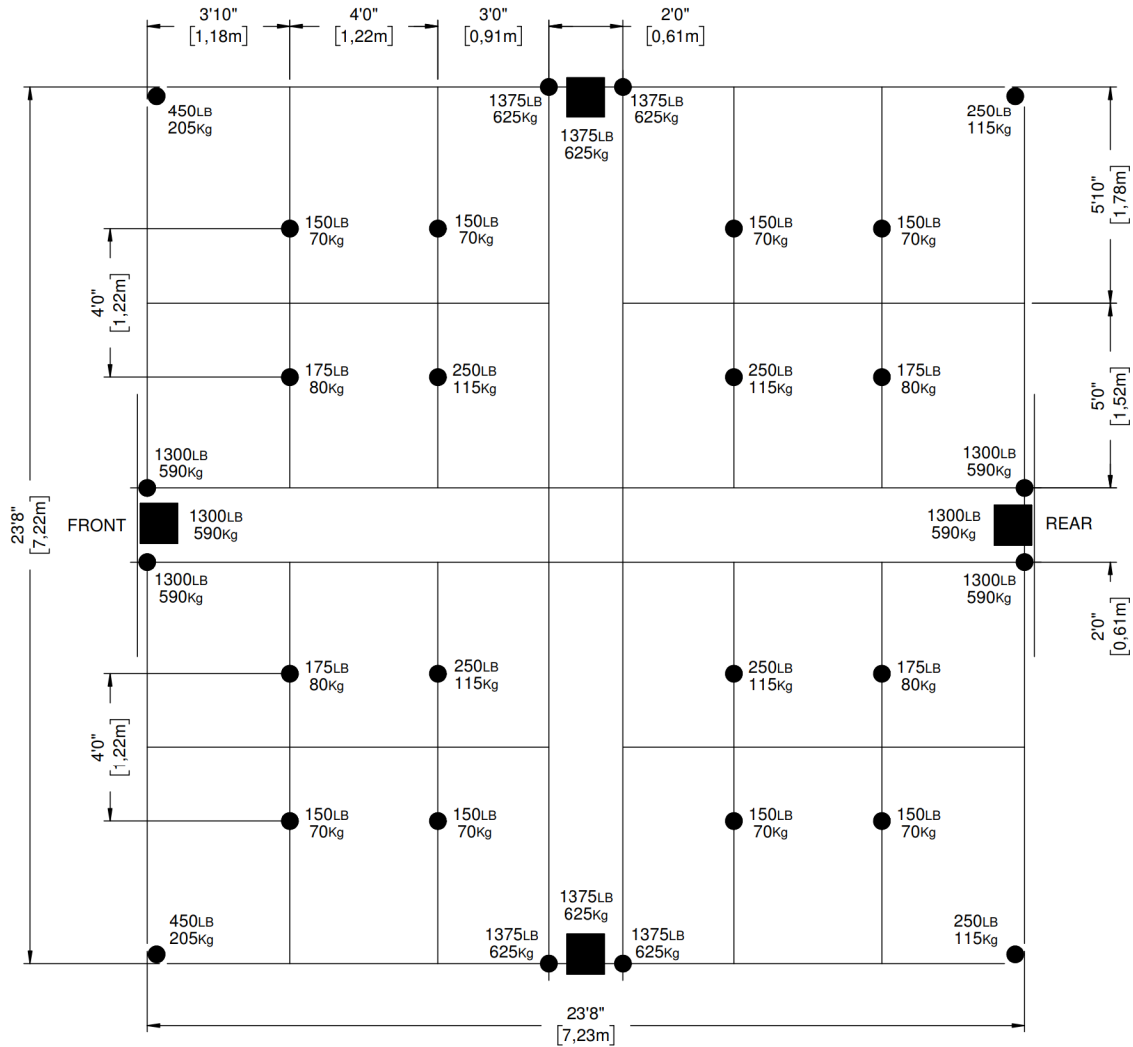 3'10" 4'0" 3'0" 2'0"
[1,18m] [1,22m] [0,91m] [0,61m]
450LB
205Kg
1375LB
625Kg
1375LB
625Kg
1375LB
625Kg
250LB
115Kg
5'10"
[1,78m]
150LB
70Kg
150LB
70Kg
150LB
70Kg
150LB
70Kg
4'0"
[1,22m]
175LB
80Kg
250LB
115Kg
250LB
115Kg
175LB
80Kg
5'0"
[1,52m]
1300LB
590Kg
1300LB
590Kg
23'8"
[7,22m]
FRONT
1300LB
590Kg
1300LB
590Kg
REAR
1300LB
590Kg
1300LB
590Kg
2'0"
[0,61m]
175LB
80Kg
250LB
115Kg
250LB
115Kg
175LB
80Kg
4'0"
[1,22m]
150LB
70Kg
150LB
70Kg
150LB
70Kg
150LB
70Kg
450LB
205Kg
1375LB
625Kg
1375LB
625Kg
1375LB
625Kg
250LB
115Kg
23'8"
[7,23m]